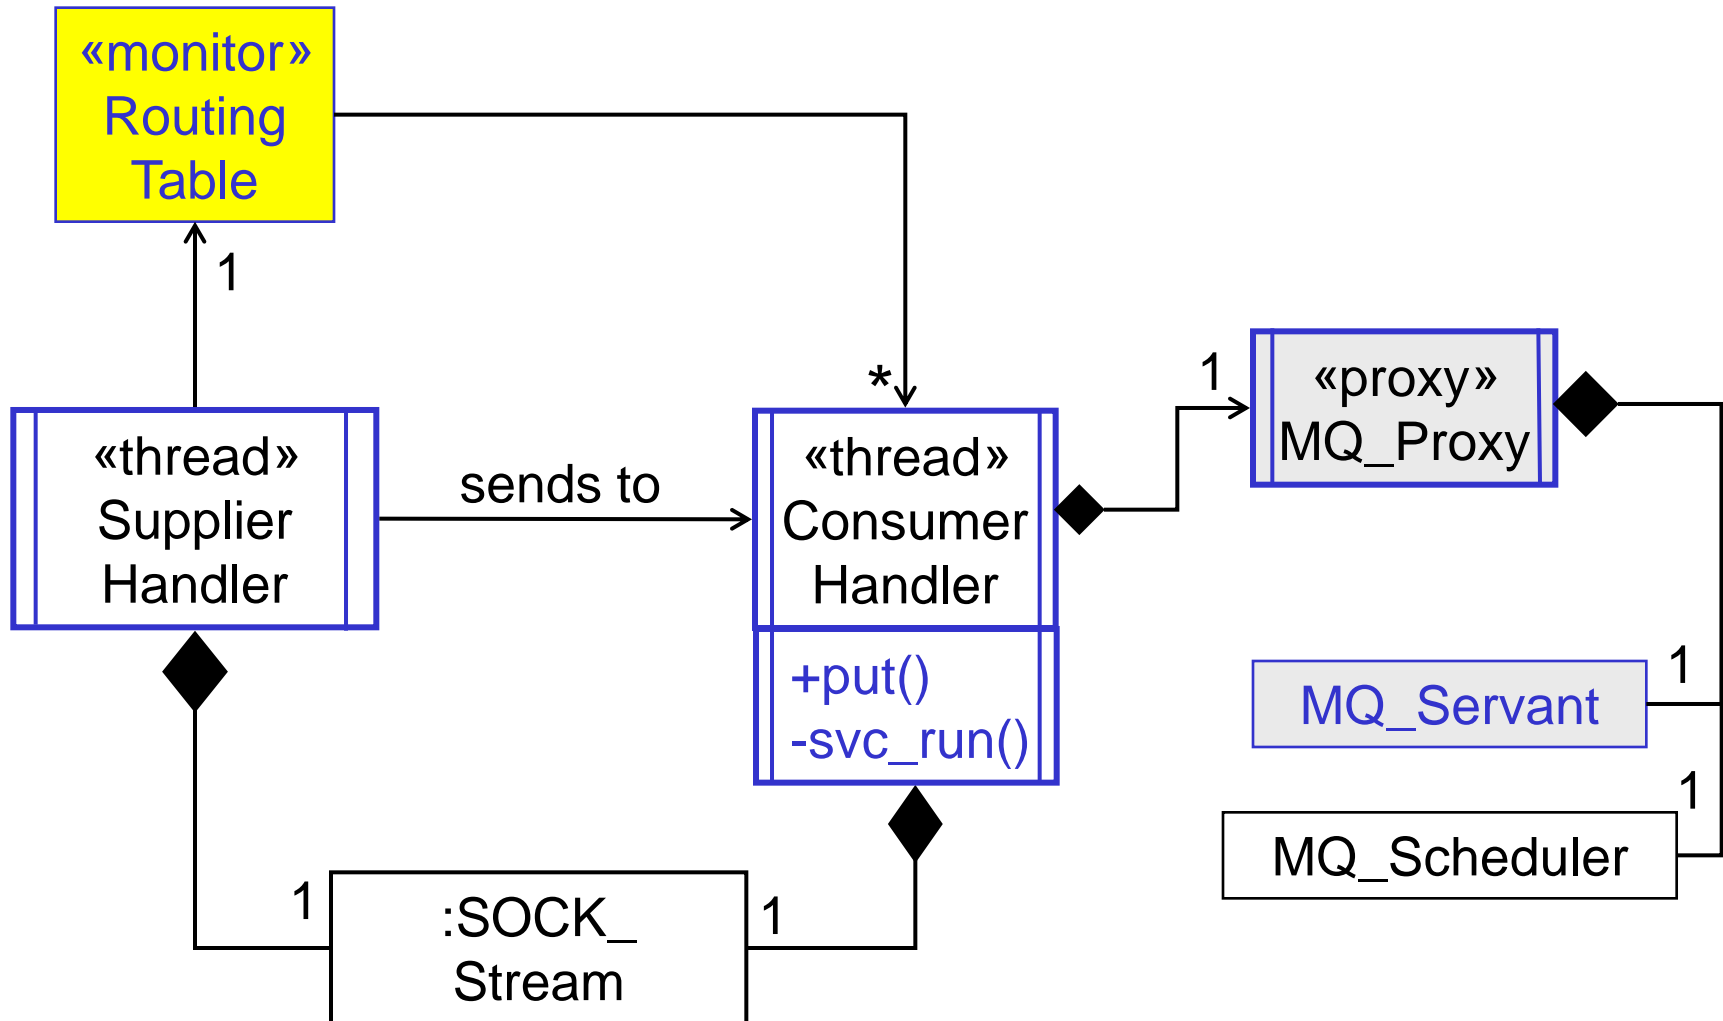 «monitor»
Routing
Table
1
*
«thread»
Supplier
Handler
sends to
«thread»
Consumer
Handler
+put()
-svc_run()
1
«proxy»
MQ_Proxy
1
MQ_Servant
1
MQ_Scheduler
1
:SOCK_
Stream
1